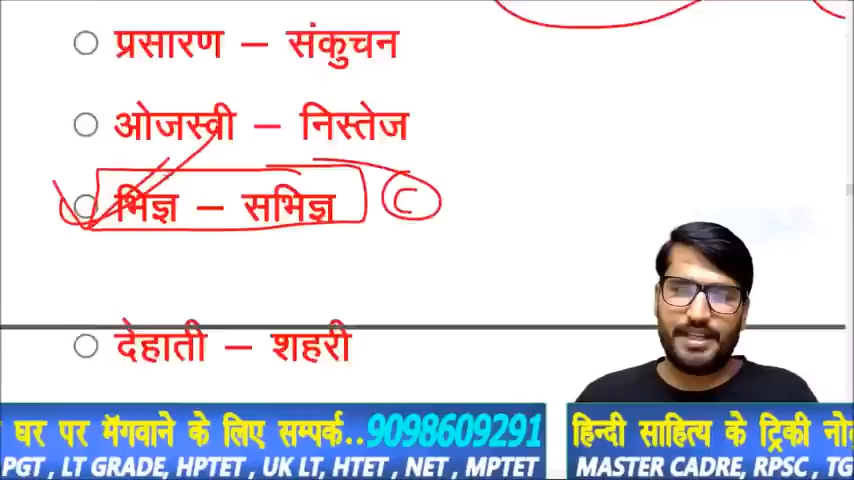 प्रसारण – संकुचन
ओजस्वी – निस्तेज
भिज्ञ – सभिज्ञ C
देहाती – शहरी
घर पर मँगवाने के लिए सम्पर्क..9098609291
PGT , LT GRADE, HPTET , UK LT, HTET , NET , MPTET
हिन्दी साहित्य के ट्रिकी
MASTER CADRE, RPSC ,